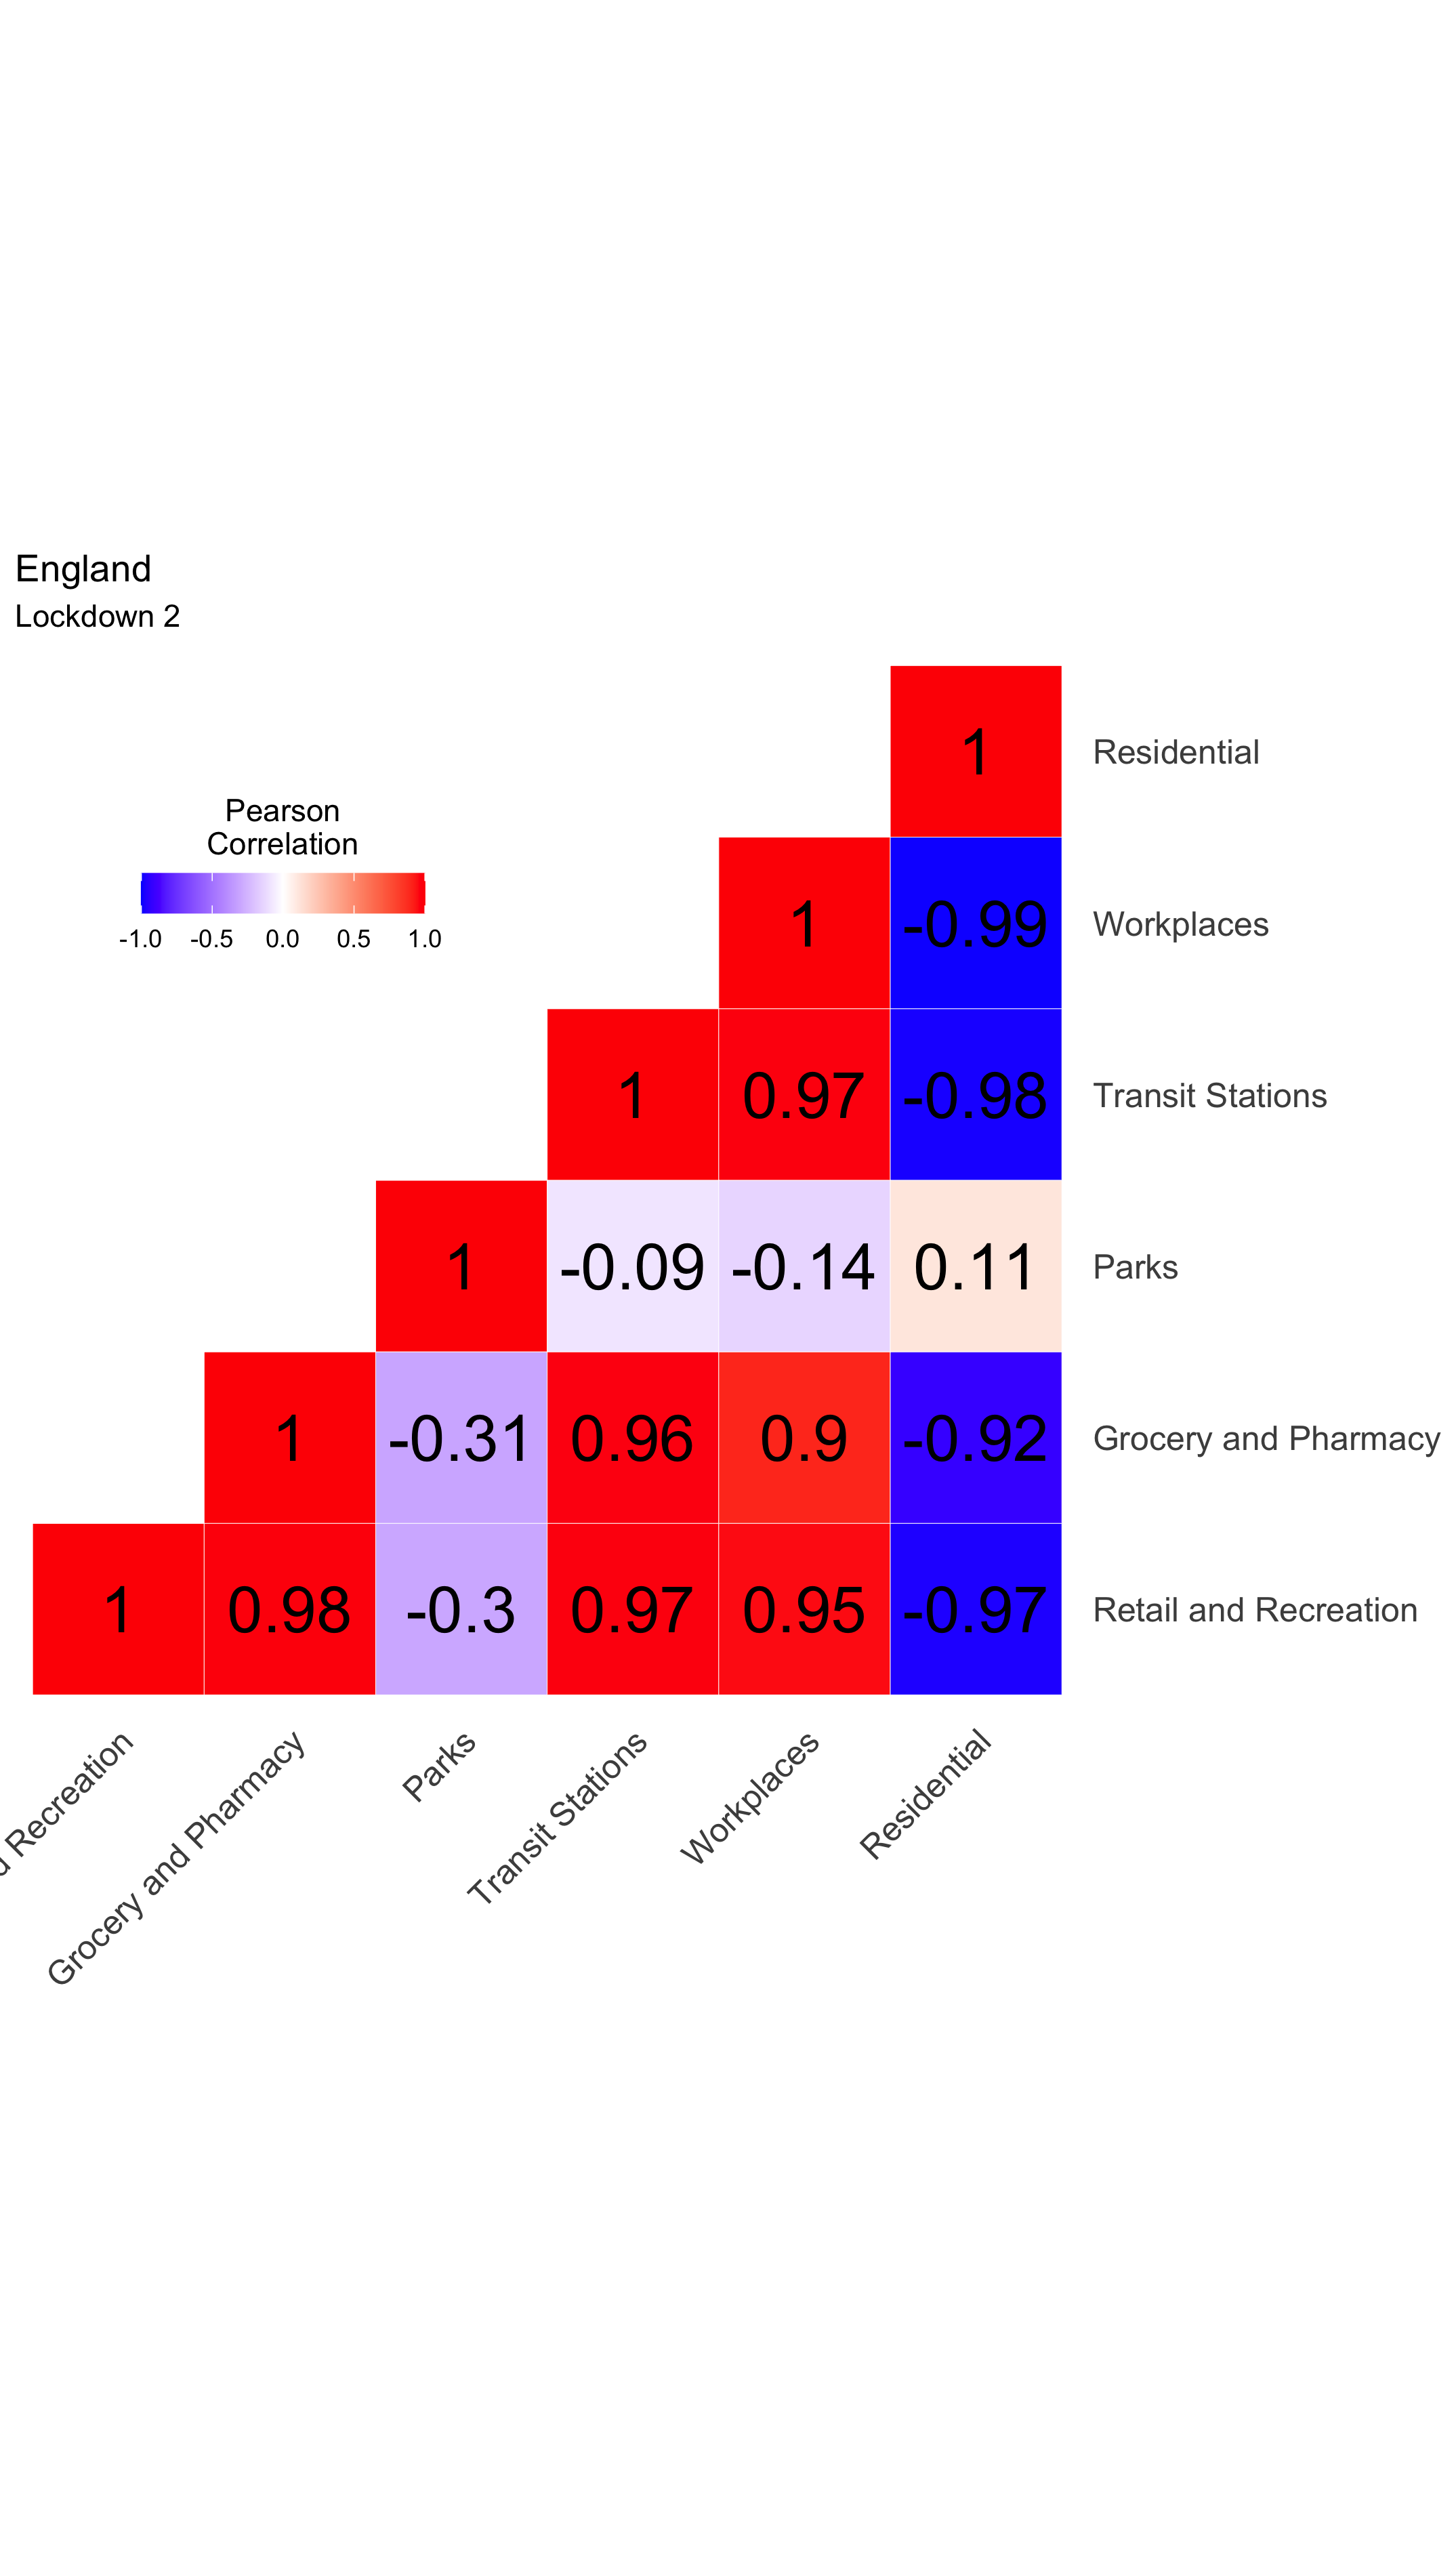 England
Lockdown 2
Pearson
Correlation
-1.0 -0.5 0.0 0.5 1.0
1 Residential
1 -0.99 Workplaces
1 0.97 -0.98 Transit Stations
1 -0.09 -0.14 0.11 Parks
1 -0.31 0.96 0.9 -0.92 Grocery and Pharmacy
1 0.98 -0.3 0.97 0.95 -0.97 Retail and Recreation
Recreation
Grocery and Pharmacy
Parks
Transit Stations
Workplaces
Residential